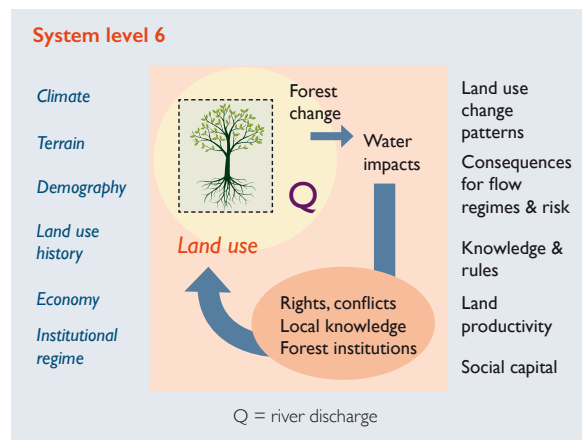 System level 6
Climate
Terrain
Demography
Land use
history
Economy
Institutional
regime
Forest
change
Water
impacts
Q
Land use
Rights, conflicts
Local knowledge
Forest institutions
Land use
change
patterns
Consequences
for flow
regimes & risk
Knowledge &
rules
Land
productivity
Social capital
Q = river discharge